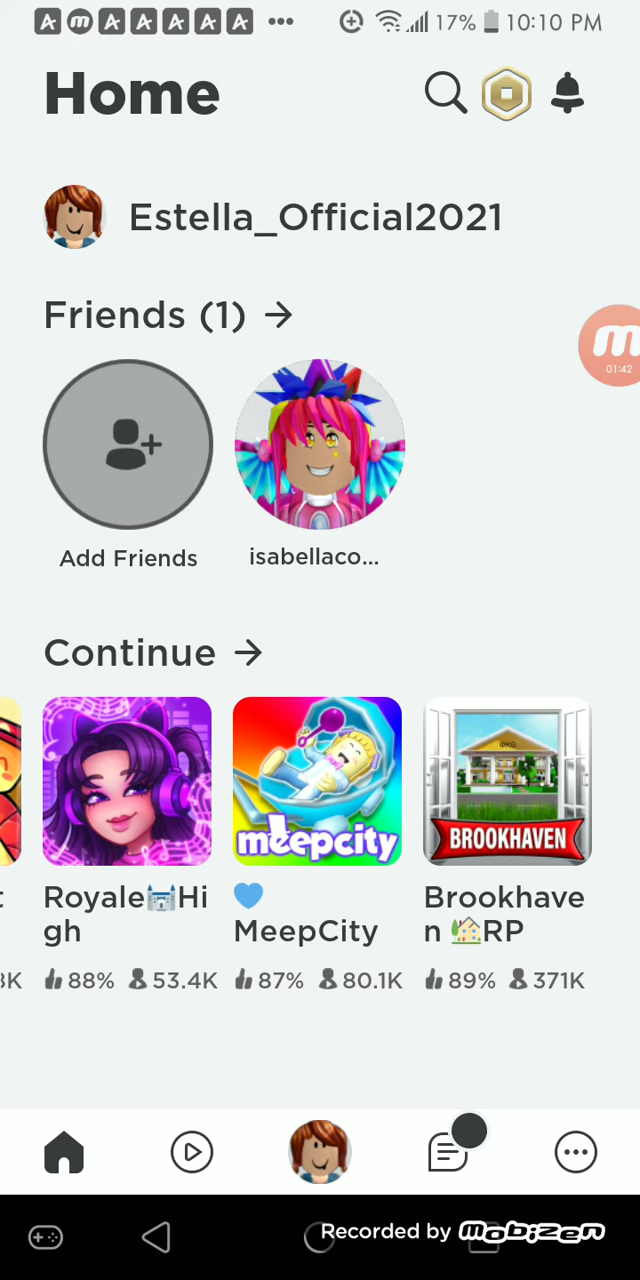 17% 10:10 PM
Home
Estella_Official2021
Friends (1) →
m
01:42
Add Friends
isabellaco...
Continue →
meepcity
BROOKHAVEN
Royale🏰Hi
gh
💙
MeepCity
Brookhave
n 🏡RP
88% 53.4K
87% 80.1K
89% 371K
Recorded by mobizen